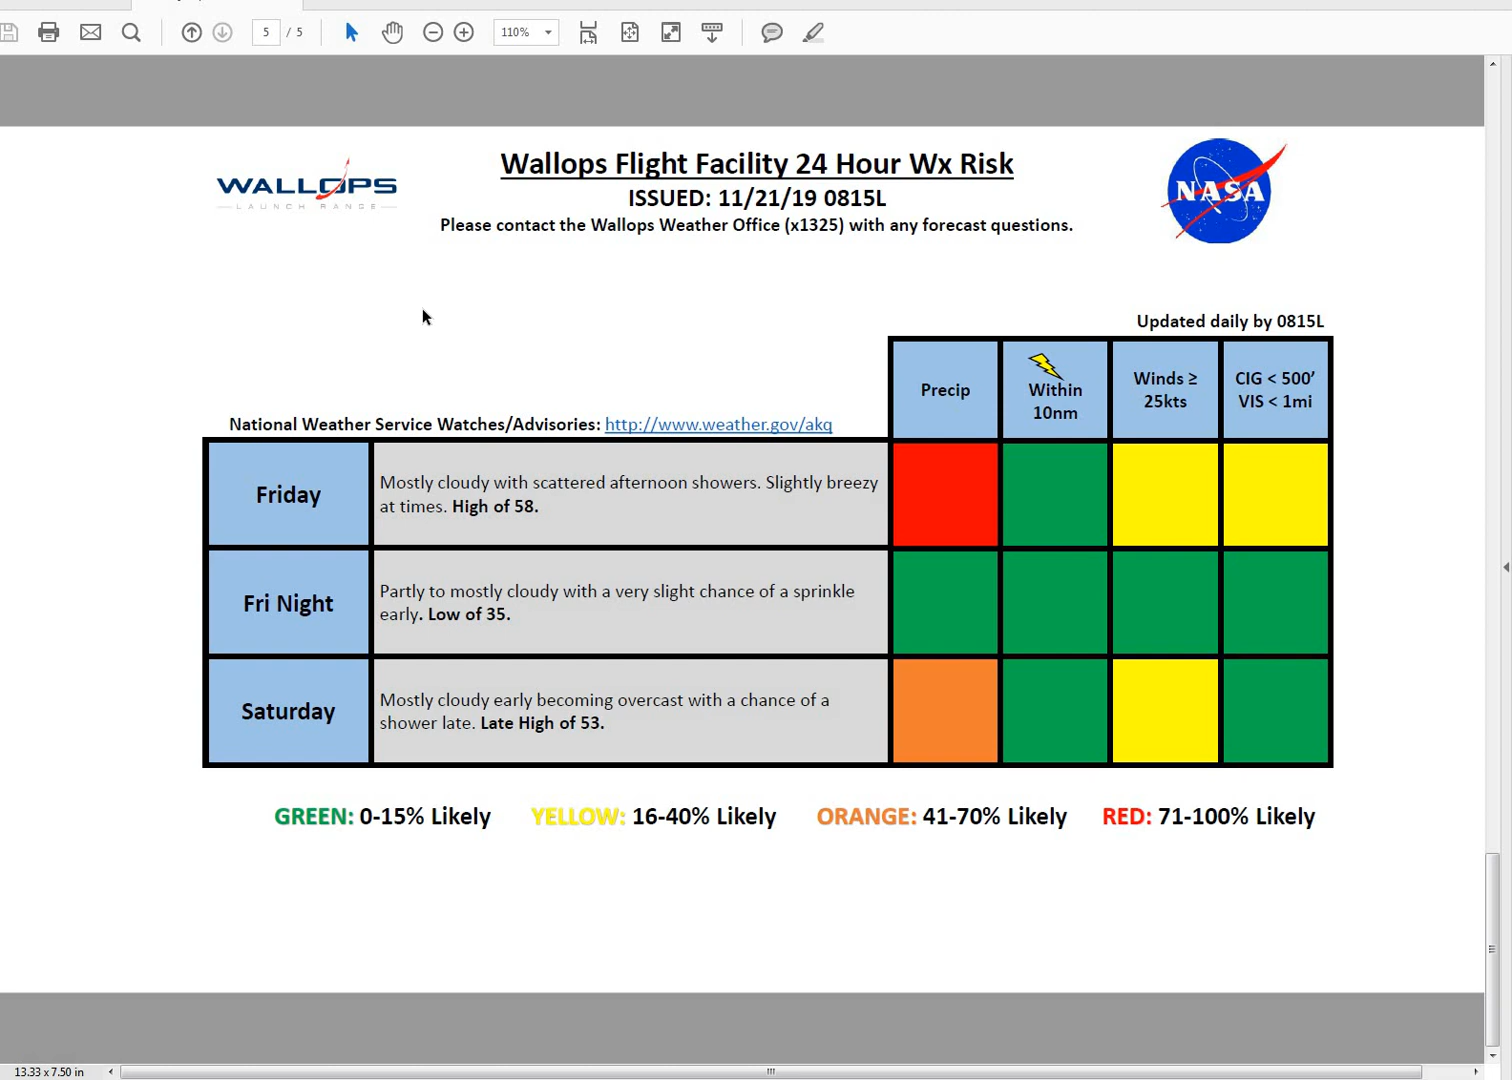 5 / 5
110%
WALLOPS
LAUNCH RANGE
Wallops Flight Facility 24 Hour Wx Risk
ISSUED: 11/21/19 0815L
Please contact the Wallops Weather Office (x1325) with any forecast questions.
NASA
Updated daily by 0815L
Precip
Within
10nm
Winds ≥
25kts
CIG < 500’
VIS < 1mi
National Weather Service Watches/Advisories: http://www.weather.gov/akq
Friday
Mostly cloudy with scattered afternoon showers. Slightly breezy
at times. High of 58.
Fri Night
Partly to mostly cloudy with a very slight chance of a sprinkle
early. Low of 35.
Saturday
Mostly cloudy early becoming overcast with a chance of a
shower late. Late High of 53.
GREEN: 0-15% Likely YELLOW: 16-40% Likely ORANGE: 41-70% Likely RED: 71-100% Likely
13.33 x 7.50 in